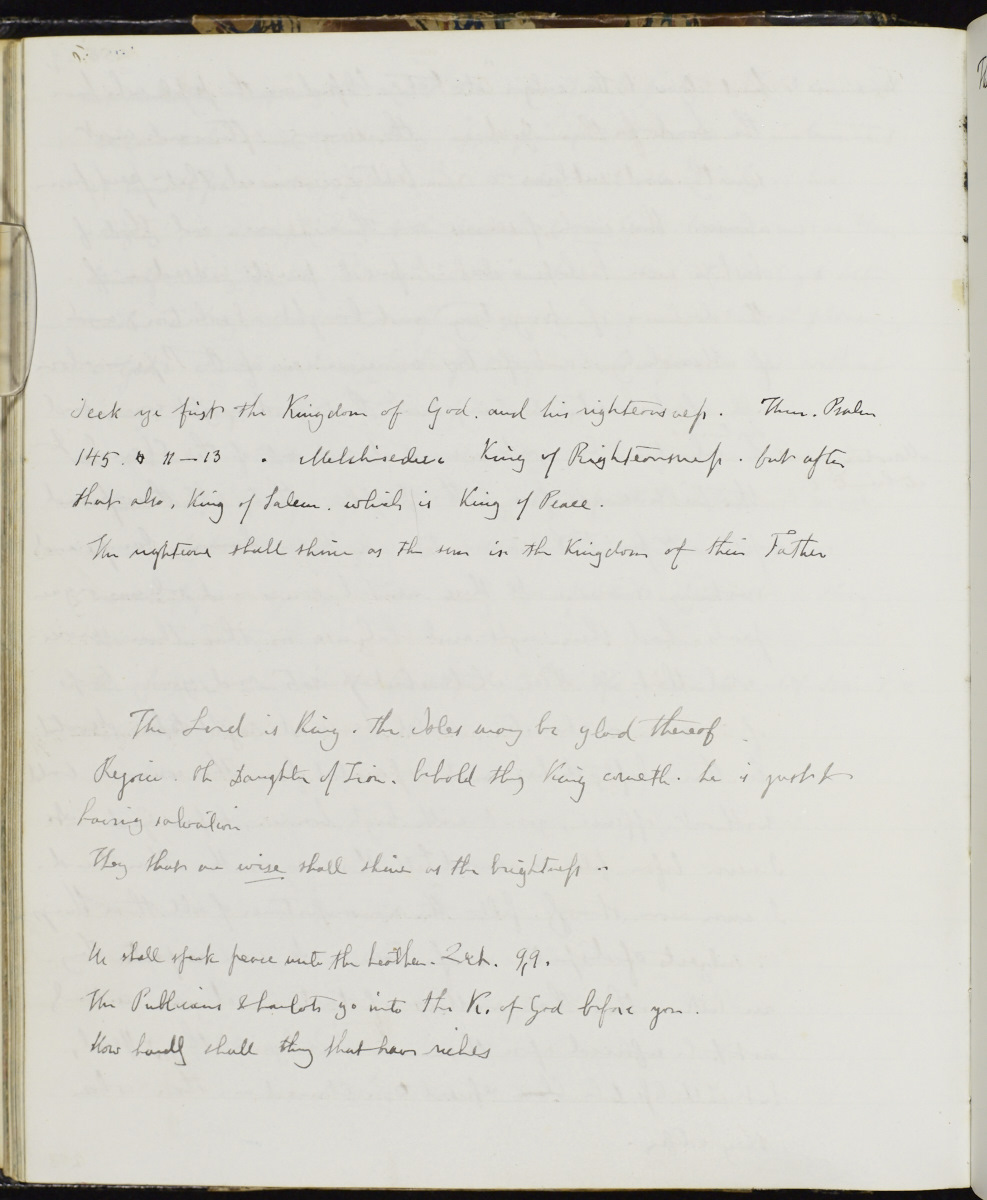 Seek ye first the Kingdom of God. and his righteousness. Then. Psalm
145. 11—13 . Melchisedec King of Righteousness. but after
that also, King of Salem. which is King of Peace.
The righteous shall shine as the sun in the Kingdom of their Father
The Lord is King. the isles may be glad thereof.
Rejoice oh Daughter of Zion. behold thy King cometh. he is just &
having salvation
They that are wise shall shine as the brightness
He shall speak peace unto the heathen. Zech. 9,9.
The Publicans & harlots go into the K. of God before you.
How hardly shall they that have riches